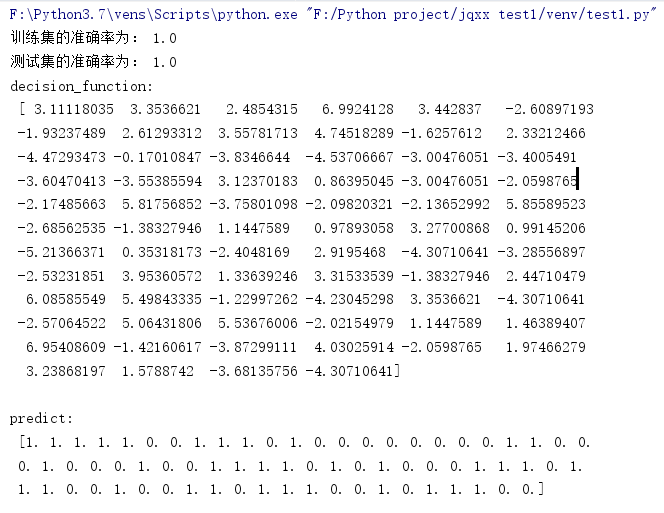 F:\Python3.7\vens\Scripts\python.exe "F:/Python project/jqxx test1/venv/test1.py"
训练集的准确率为： 1.0
测试集的准确率为： 1.0
decision_function:
[ 3.11118035 3.3536621 2.4854315 6.9924128 3.442837 -2.60897193
-1.93237489 2.61293312 3.55781713 4.74518289 -1.6257612 2.33212466
-4.47293473 -0.17010847 -3.8346644 -4.53706667 -3.00476051 -3.4005491
-3.60470413 -3.55385594 3.12370183 0.86395045 -3.00476051 -2.0598765
-2.17485663 5.81756852 -3.75801098 -2.09820321 -2.13652992 5.85589523
-2.68562535 -1.38327946 1.1447589 0.97893058 3.27700868 0.99145206
-5.21366371 0.35318173 -2.4048169 2.9195468 -4.30710641 -3.28556897
-2.53231851 3.95360572 1.33639246 3.31533539 -1.38327946 2.44710479
6.08585549 5.49843335 -1.22997262 -4.23045298 3.3536621 -4.30710641
-2.57064522 5.06431806 5.53676006 -2.02154979 1.1447589 1.46389407
6.95408609 -1.42160617 -3.87299111 4.03025914 -2.0598765 1.97466279
3.23868197 1.5788742 -3.68135756 -4.30710641]
predict:
[1. 1. 1. 1. 1. 0. 0. 1. 1. 1. 0. 1. 0. 0. 0. 0. 0. 0. 0. 0. 1. 1. 0. 0.
0. 1. 0. 0. 0. 1. 0. 0. 1. 1. 1. 1. 0. 1. 0. 1. 0. 0. 0. 1. 1. 1. 0. 1.
1. 1. 0. 0. 1. 0. 0. 1. 1. 0. 1. 1. 1. 0. 0. 1. 0. 1. 1. 1. 0. 0.]